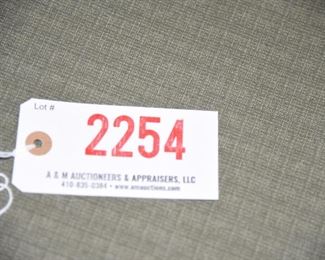 Lot #
2254
A & M AUCTIONEERS & APPRAISERS, LLC
410-835-0384 • www.amauctions.com